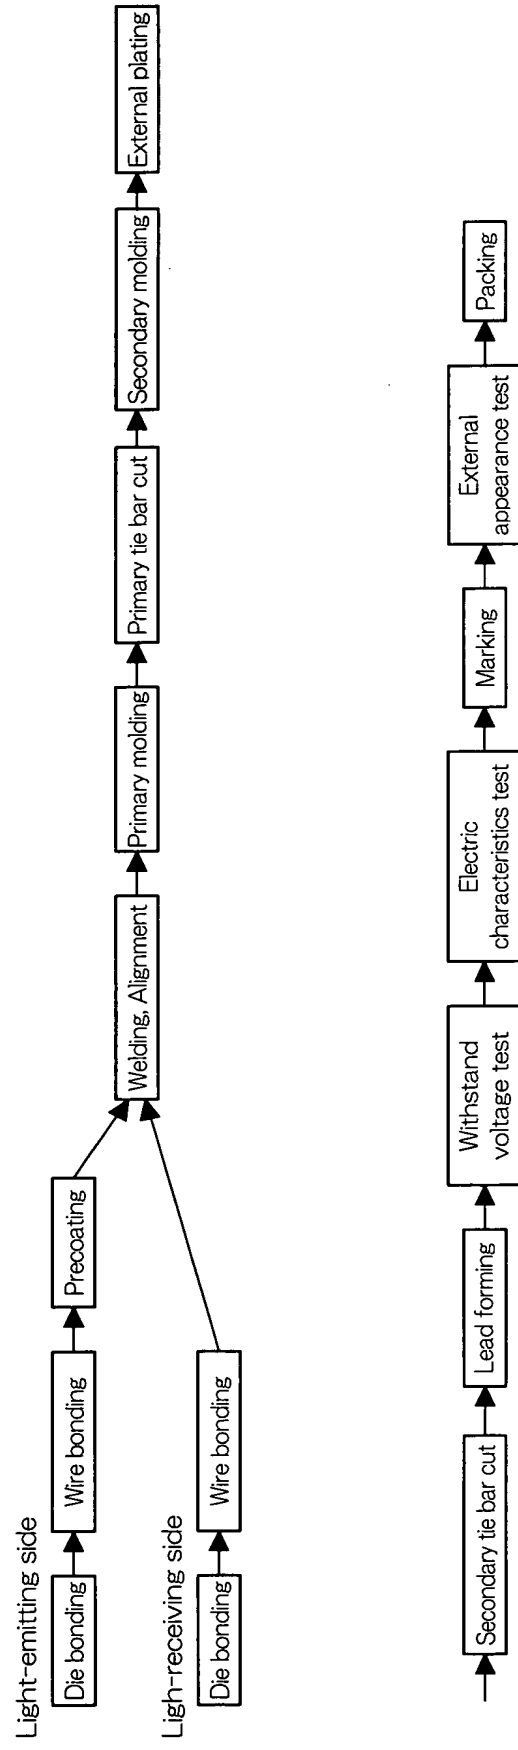 Light-emitting side
Die bonding
Wire bonding
Precoating
Ligh-receiving side
Die bonding
Wire bonding
Welding, Alignment
Primary molding
Primary tie bar cut
Secondary molding
External plating
Secondary tie bar cut
Lead forming
Withstand
voltage test
Electric
characteristics test
Marking
External
appearance test
Packing